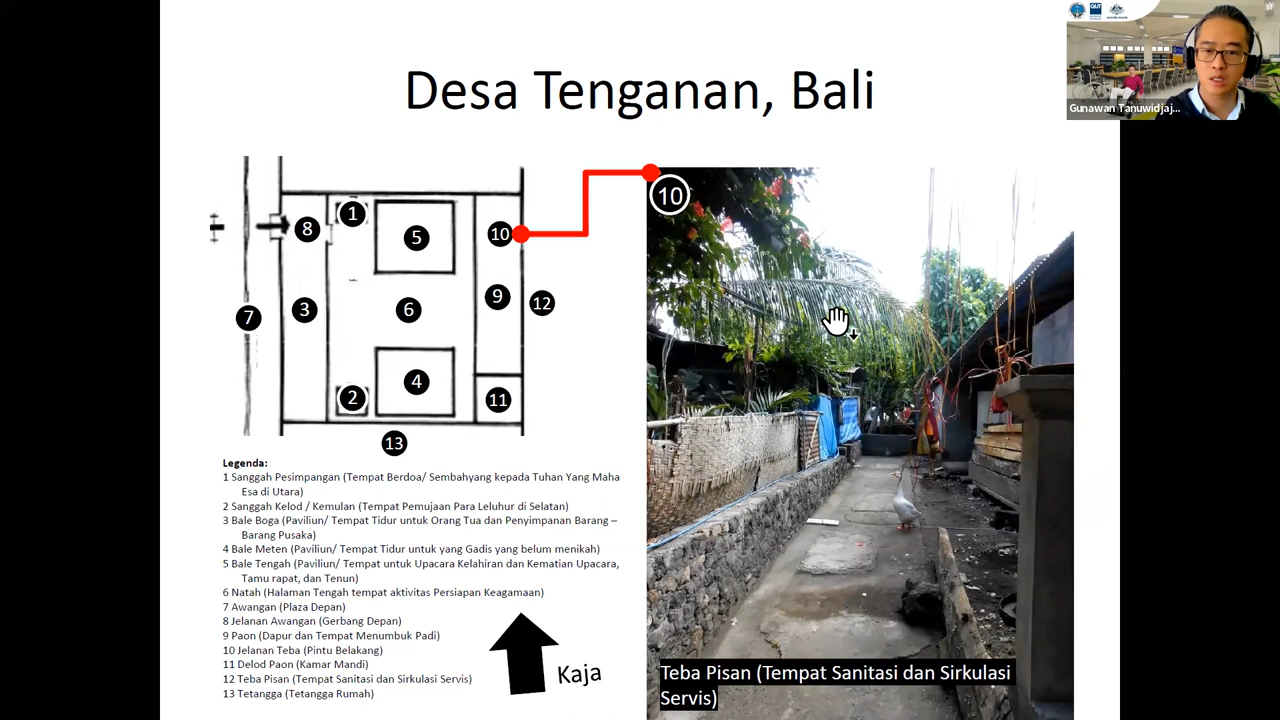 Desa Tenganan, Bali
QUT
Gunawan Tanuwidjaj...
1
5
8
10
10
3
6
9
12
7
2
4
11
13
Legenda:
1 Sanggah Pesimpangan (Tempat Berdoa/ Sembahyang kepada Tuhan Yang Maha
Esa di Utara)
2 Sanggah Kelod / Kemulan (Tempat Pemujaan Para Leluhur di Selatan)
3 Bale Boga (Paviliun/ Tempat Tidur untuk Orang Tua dan Penyimpanan Barang –
Barang Pusaka)
4 Bale Meten (Paviliun/ Tempat Tidur untuk yang Gadis yang belum menikah)
5 Bale Tengah (Paviliun/ Tempat untuk Upacara Kelahiran dan Kematian Upacara,
Tamu rapat, dan Tenun)
6 Natah (Halaman Tengah tempat aktivitas Persiapan Keagamaan)
7 Awangan (Plaza Depan)
8 Jelanan Awangan (Gerbang Depan)
9 Paon (Dapur dan Tempat Menumbuk Padi)
10 Jelanan Teba (Pintu Belakang)
11 Delod Paon (Kamar Mandi)
12 Teba Pisan (Tempat Sanitasi dan Sirkulasi Servis)
13 Tetangga (Tetangga Rumah)
Kaja
Teba Pisan (Tempat Sanitasi dan Sirkulasi
Servis)